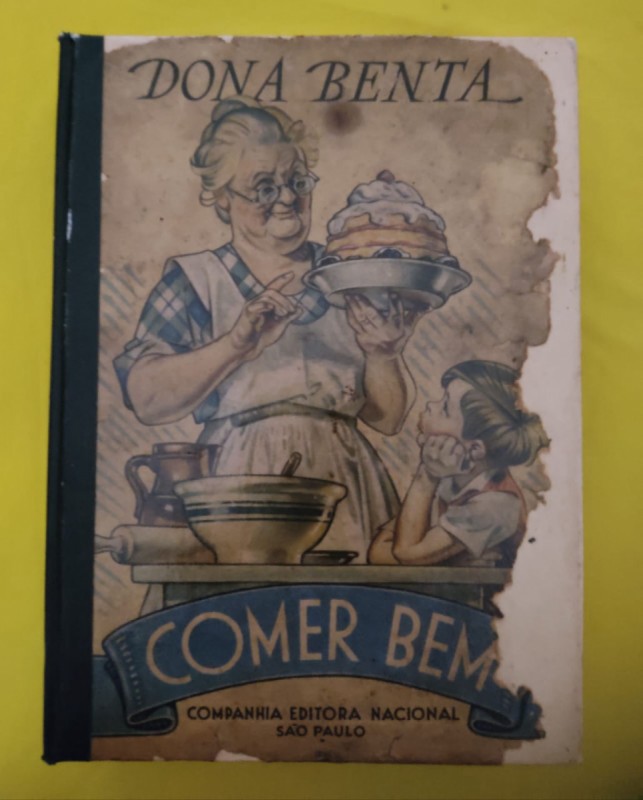 DONA BENTA
COMER BEM
COMPANHIA EDITORA NACIONAL
SÃO PAULO